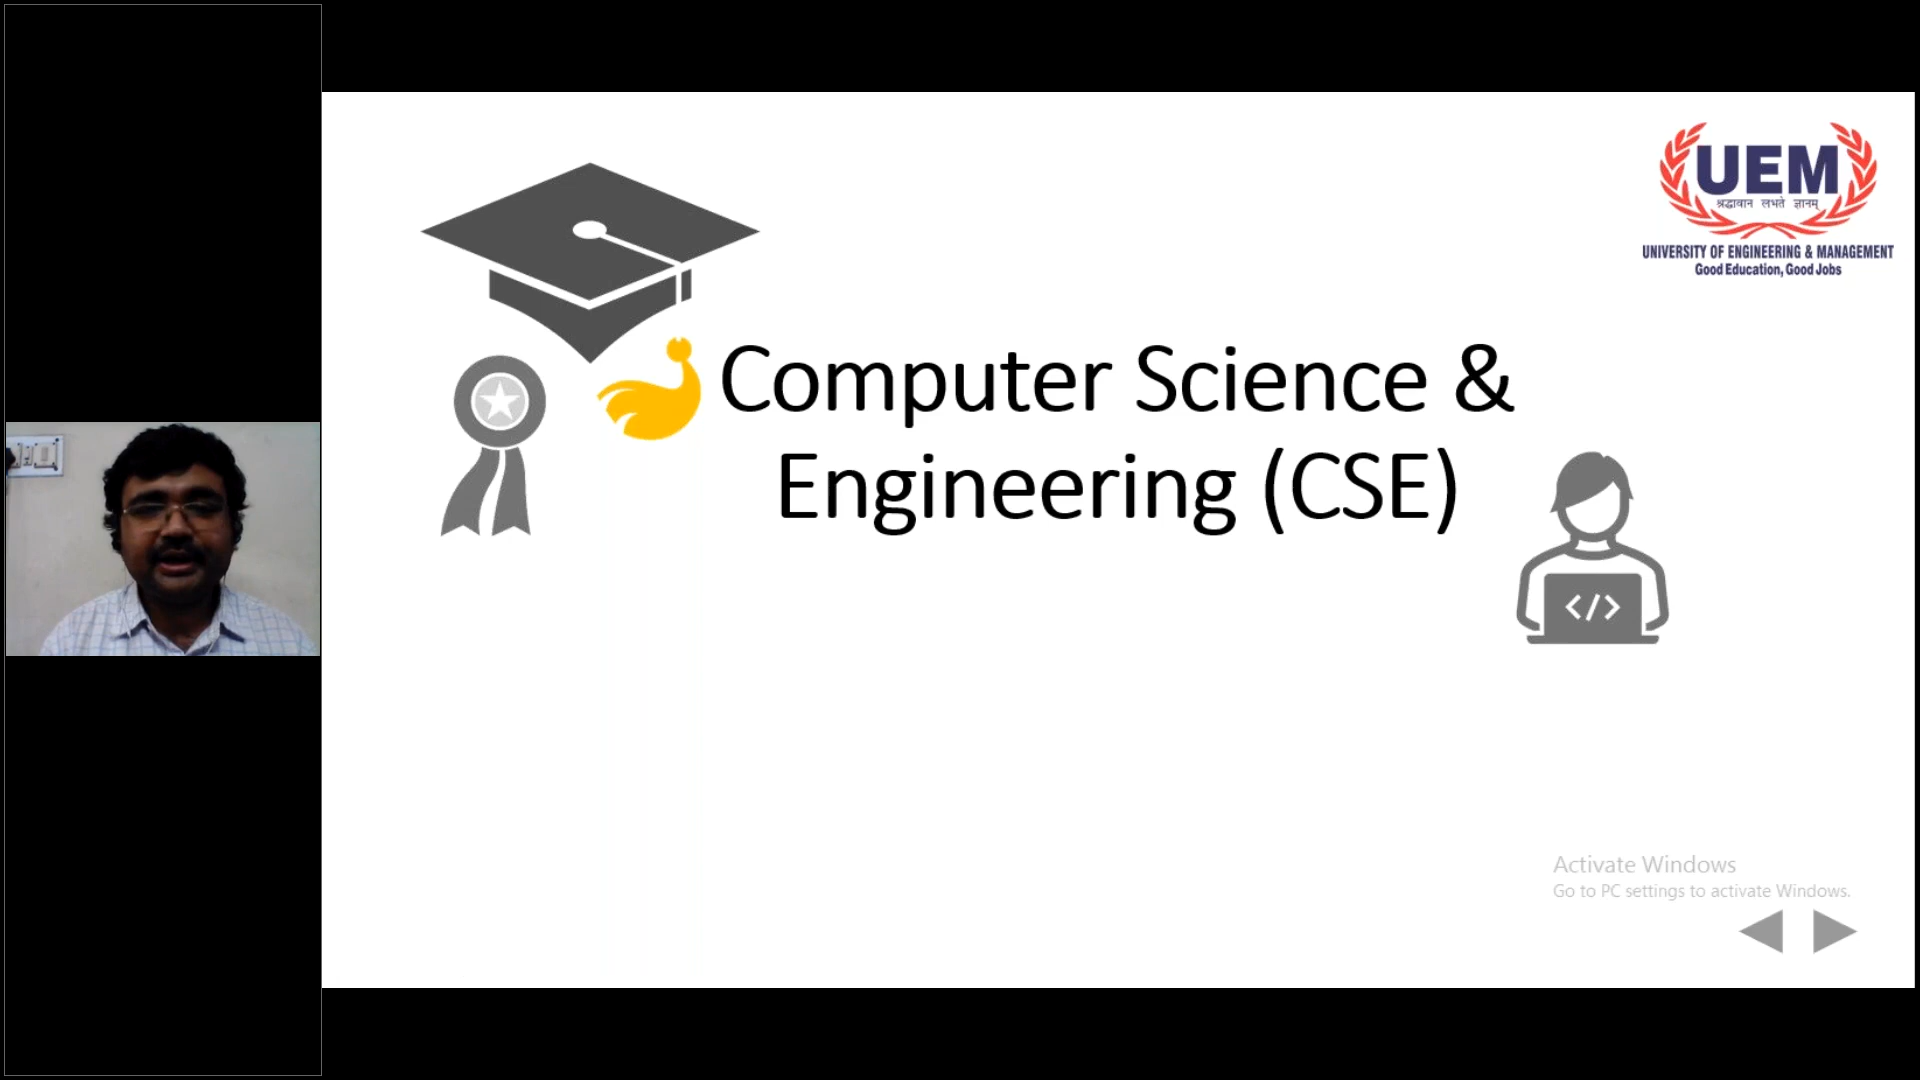 UEM
श्रद्धावान लभते ज्ञानम्
UNIVERSITY OF ENGINEERING & MANAGEMENT
Good Education, Good Jobs
Computer Science &
Engineering (CSE)
</>
Activate Windows
Go to PC settings to activate Windows.